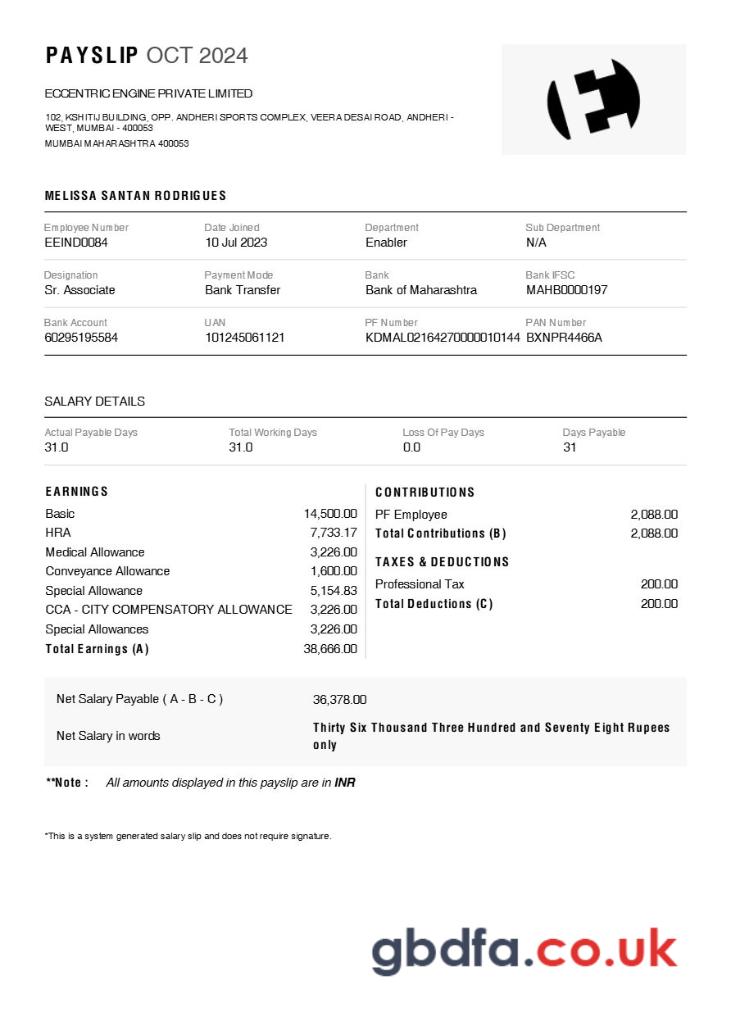 PAYSLIP OCT 2024
ECCENTRIC ENGINE PRIVATE LIMITED
102, KSHITIJ BUILDING, OPP. ANDHERI SPORTS COMPLEX, VEERA DESAI ROAD, ANDHERI -
WEST, MUMBAI - 400053
MUMBAI MAHARASHTRA 400053
MELISSA SANTAN RODRIGUES
Employee Number Date Joined Department Sub Department
EEIND0084 10 Jul 2023 Enabler N/A
Designation Payment Mode Bank Bank IFSC
Sr. Associate Bank Transfer Bank of Maharashtra MAHB0000197
Bank Account UAN PF Number PAN Number
60295195584 101245061121 KDMAL02164270000010144 BXNPR4466A
SALARY DETAILS
Actual Payable Days Total Working Days Loss Of Pay Days Days Payable
31.0 31.0 0.0 31
EARNINGS
Basic 14,500.00
HRA 7,733.17
Medical Allowance 3,226.00
Conveyance Allowance 1,600.00
Special Allowance 5,154.83
CCA - CITY COMPENSATORY ALLOWANCE 3,226.00
Special Allowances 3,226.00
Total Earnings (A) 38,666.00
CONTRIBUTIONS
PF Employee 2,088.00
Total Contributions (B) 2,088.00
TAXES & DEDUCTIONS
Professional Tax 200.00
Total Deductions (C) 200.00
Net Salary Payable ( A - B - C ) 36,378.00
Net Salary in words Thirty Six Thousand Three Hundred and Seventy Eight Rupees
only
**Note : All amounts displayed in this payslip are in INR
*This is a system generated salary slip and does not require signature.
gbdfa.co.uk